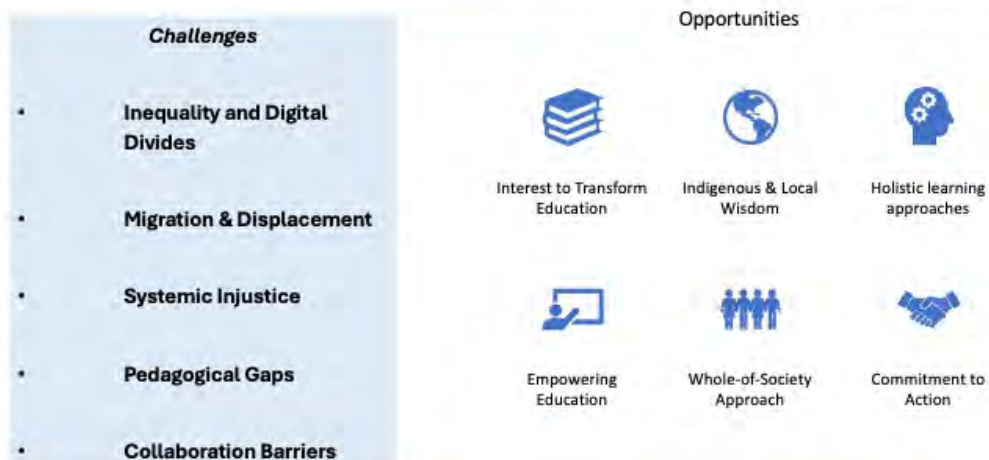 Challenges
• Inequality and Digital
Divides
• Migration & Displacement
• Systemic Injustice
• Pedagogical Gaps
• Collaboration Barriers
Opportunities
Interest to Transform
Education
Indigenous & Local
Wisdom
Holistic learning
approaches
Empowering
Education
Whole-of-Society
Approach
Commitment to
Action